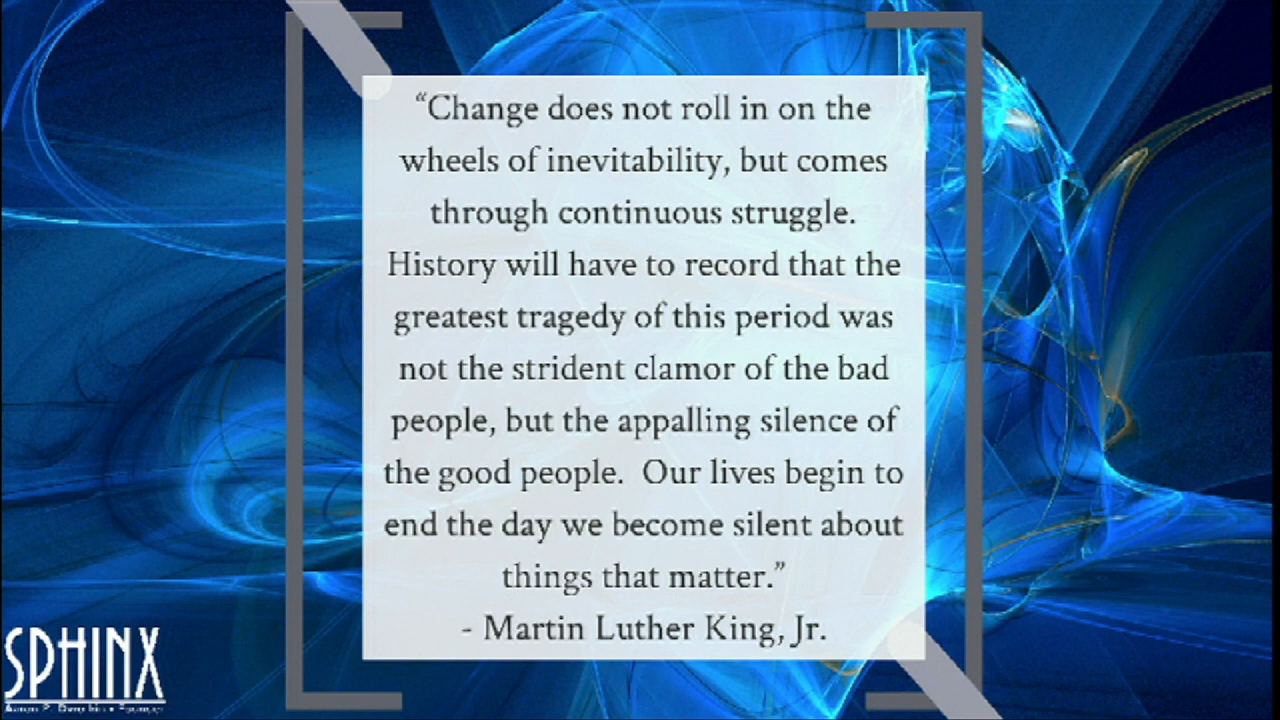 “Change does not roll in on the
wheels of inevitability, but comes
through continuous struggle.
History will have to record that the
greatest tragedy of this period was
not the strident clamor of the bad
people, but the appalling silence of
the good people.  Our lives begin to
end the day we become silent about
things that matter.”
- Martin Luther King, Jr.
SPHINX